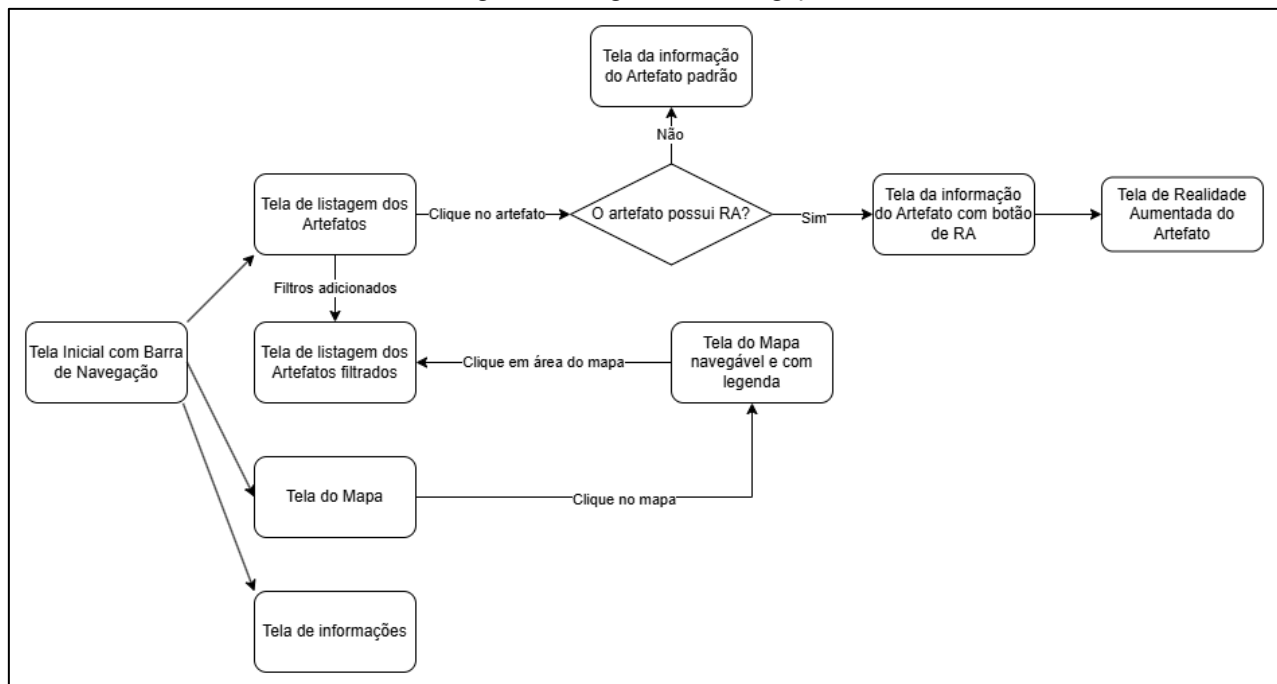 Tela da informação
do Artefato padrão
Não
Tela de listagem dos
Artefatos
Clique no artefato
O artefato possui RA?
Sim
Tela da informação
do Artefato com botão
de RA
Tela de Realidade
Aumentada do
Artefato
Filtros adicionados
Tela Inicial com Barra
de Navegação
Tela de listagem dos
Artefatos filtrados
Clique em área do mapa
Tela do Mapa
navegável e com
legenda
Tela do Mapa
Clique no mapa
Tela de informações